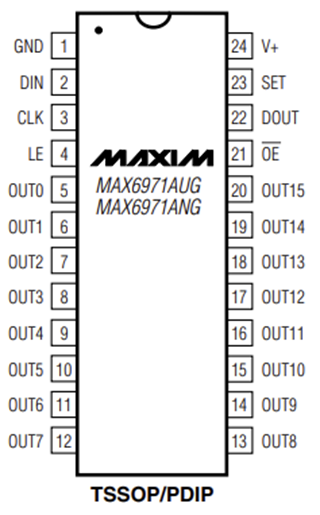 GND 1 24 V+
DIN 2 23 SET
CLK 3 22 DOUT
LE 4 MAXIM 21 O̅E̅
OUT0 5 MAX6971AUG 20 OUT15
MAX6971ANG
OUT1 6 19 OUT14
OUT2 7 18 OUT13
OUT3 8 17 OUT12
OUT4 9 16 OUT11
OUT5 10 15 OUT10
OUT6 11 14 OUT9
OUT7 12 13 OUT8
TSSOP/PDIP